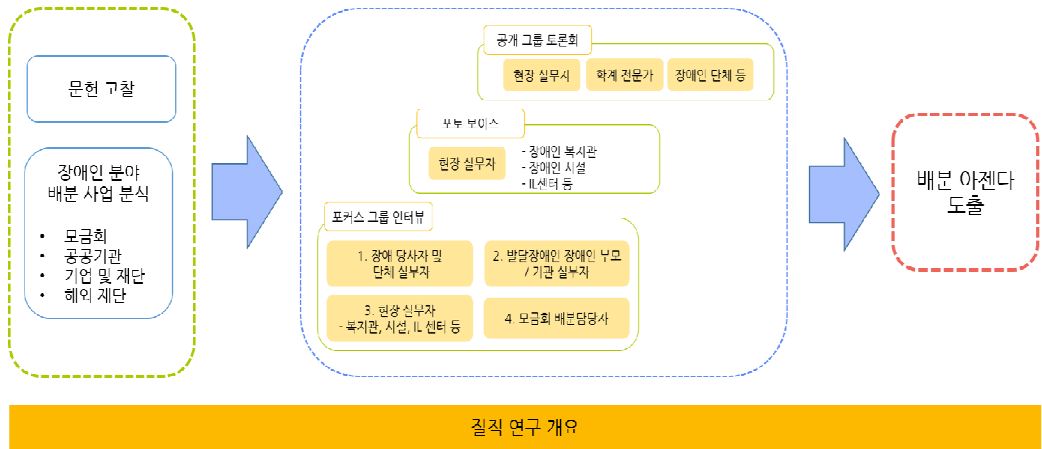 문헌 고찰
장애인 분야
배분 사업 분석
• 모금회
• 공공기관
• 기업 및 재단
• 해외 재단
공개 그룹 토론회
현장 실무자
학계 전문가
장애인 단체 등
포토 보이스
현장 실무자
- 장애인 복지관
- 장애인 시설
- IL센터 등
포커스 그룹 인터뷰
1. 장애 당사자 및
단체 실무자
2. 발달장애인 장애인 부모
/ 기관 실무자
3. 현장 실무자
- 복지관, 시설, IL 센터 등
4. 모금회 배분담당자
배분 아젠다
도출
질적 연구 개요